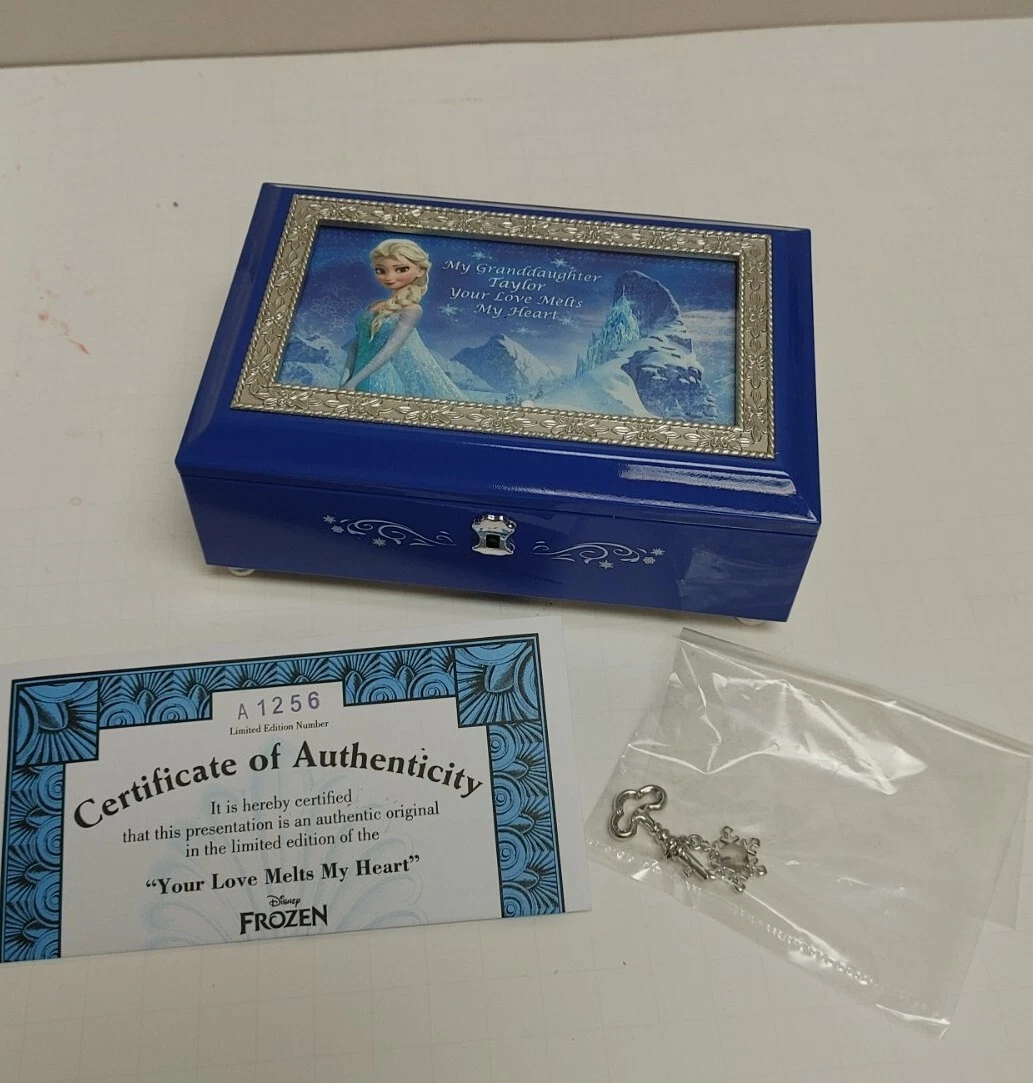 My Granddaughter
Taylor
Your Love Melts
My Heart
A1256
Limited Edition Number
Certificate of Authenticity
It is hereby certified
that this presentation is an authentic original
in the limited edition of the
“Your Love Melts My Heart”
Disney
FROZEN